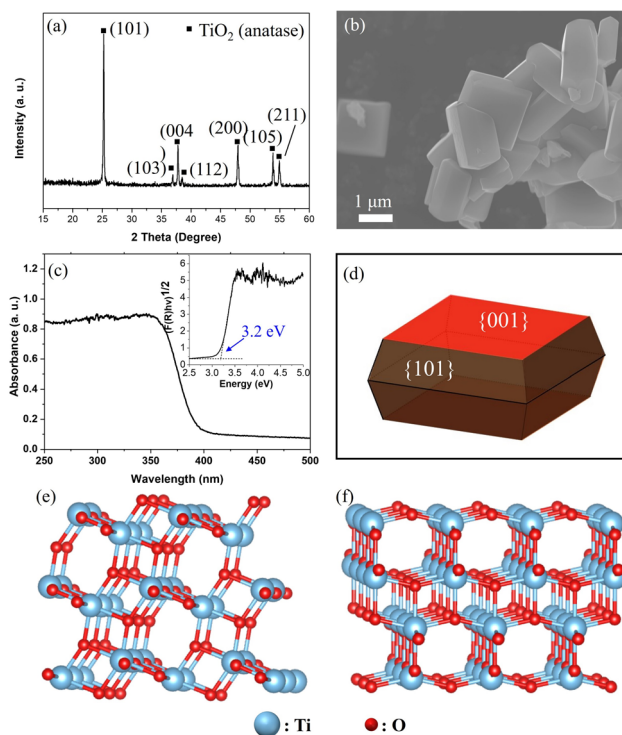 (a)
(101)
■ TiO2 (anatase)
(004
)
(103)
(112)
(200)
(105)
(211)
Intensity (a. u.)
15 20 25 30 35 40 45 50 55 60
2 Theta (Degree)
(b)
1 μm
(c)
Absorbance (a. u.)
1.2
1.0
0.8
0.6
0.4
0.2
0.0
250 300 350 400 450 500
Wavelength (nm)
(F(R)hν)1/2
6
5
4
3
2
1
0
2.5 3.0 3.5 4.0 4.5 5.0
Energy (eV)
3.2 eV
(d)
{001}
{101}
(e)
(f)
: Ti
: O